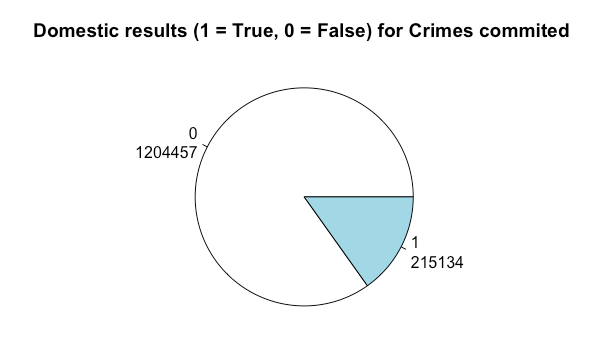 Domestic results (1 = True, 0 = False) for Crimes commited
0
1204457
1
215134